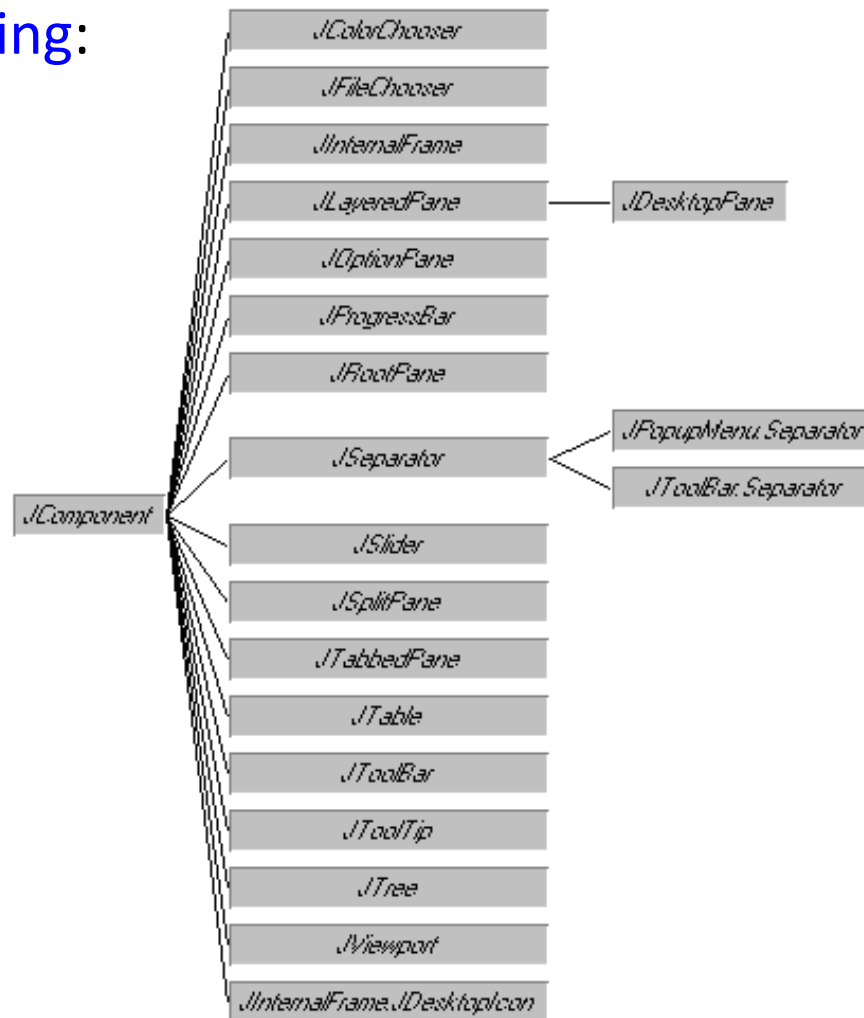 ing:
JColorChooser
JFileChooser
JInternalFrame
JLayeredPane
JDesktopPane
JOptionPane
JProgressBar
JRootPane
JPopupMenu.Separator
JSeparator
JToolBar.Separator
JComponent
JSlider
JSplitPane
JTabbedPane
JTable
JToolBar
JToolTip
JTree
JViewport
JInternalFrame.JDesktopIcon